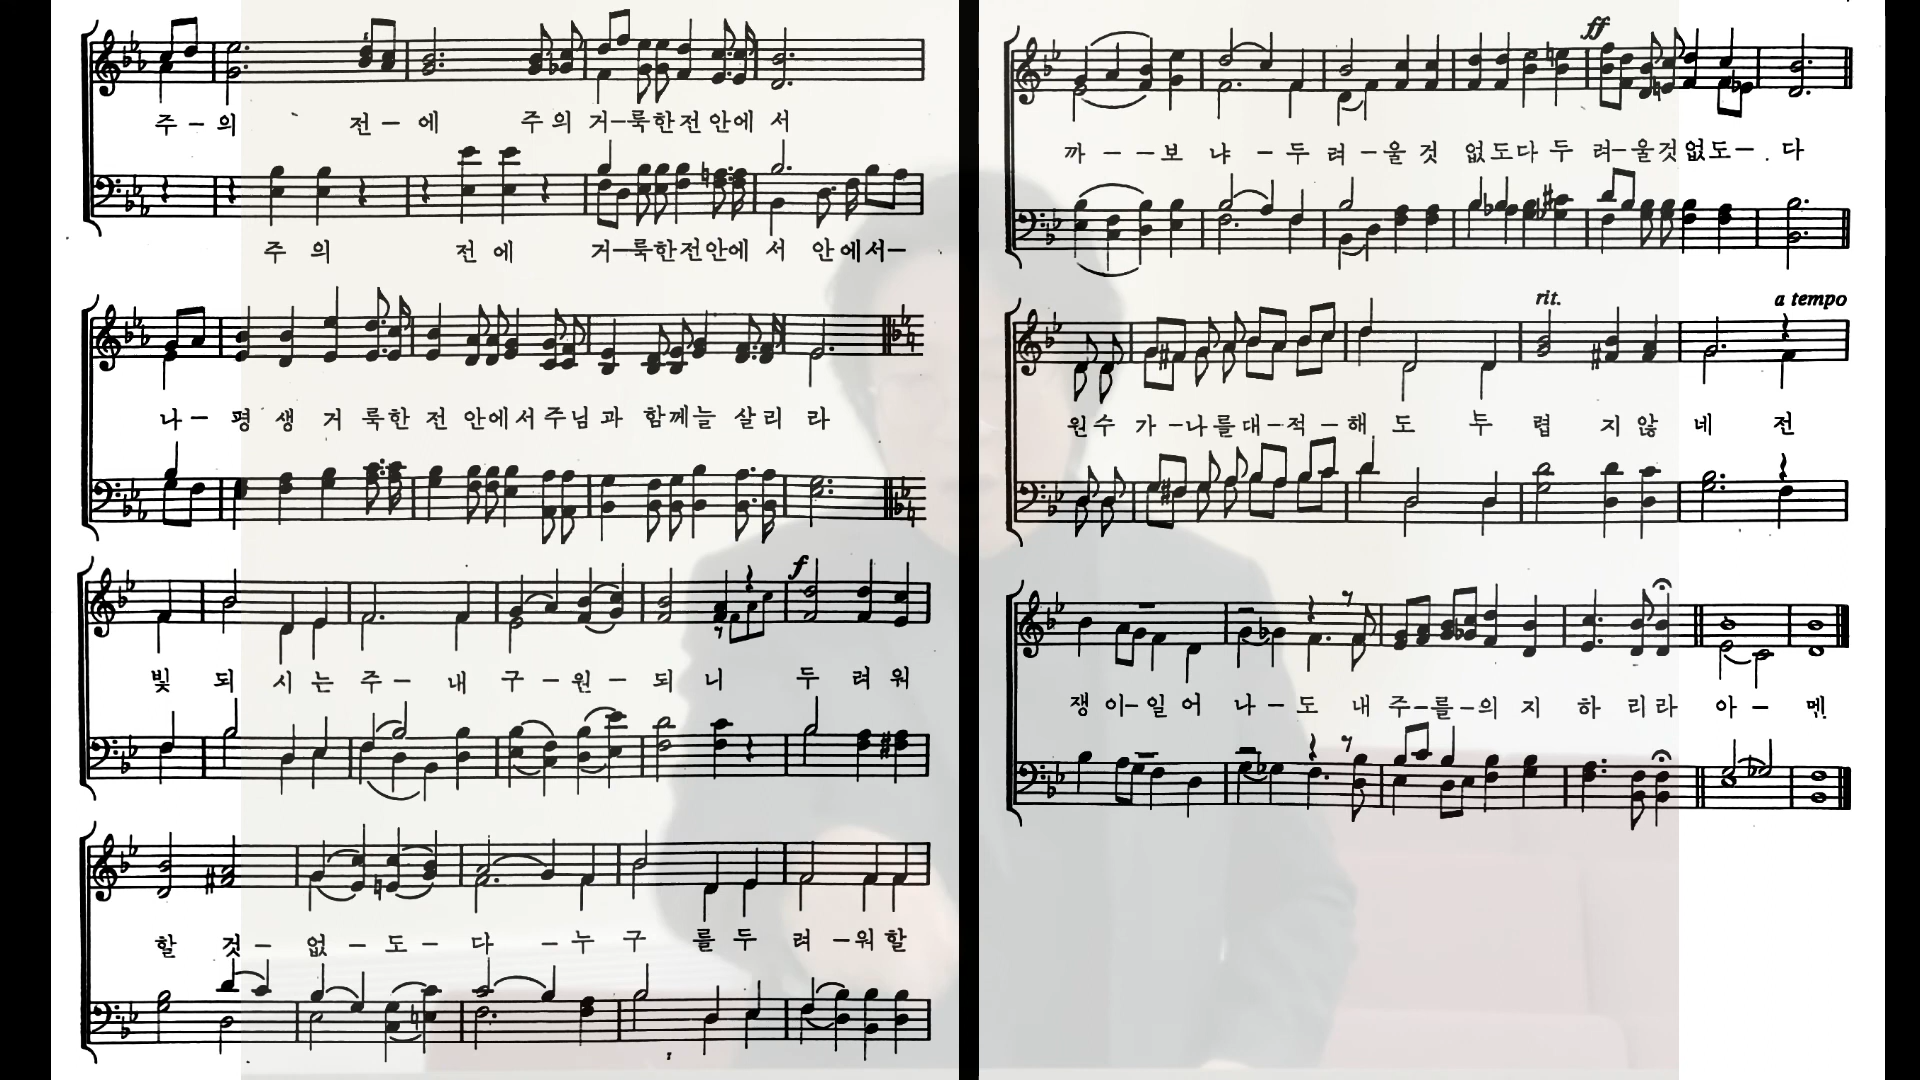 주-의 전-에 주의 거-룩한전안에 서
주 의 전 에 거-룩한전안에 서 안에서-
나- 평 생 거 룩한 전 안에서주님 과 함께늘 살리 라
f
빛 되 시는 주- 내 구-원- 되 니 두 려워
할 것- 없-도- 다 -누 구 를두 려-워할
ff
까--보 냐-두 려-울것 없도다두 려-울것없도-. 다
rit. a tempo
원수 가-나를대-적-해 도 두 렵 지않 네 전
쟁이-일어 나-도 내 주-를-의 지 하 리라 아- 멘.